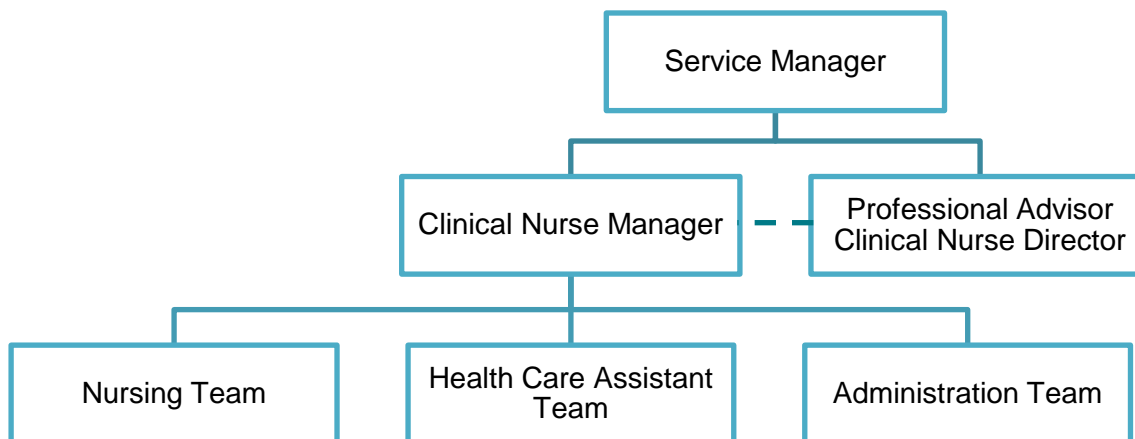 Service Manager
Clinical Nurse Manager
Professional Advisor
Clinical Nurse Director
Nursing Team
Health Care Assistant
Team
Administration Team